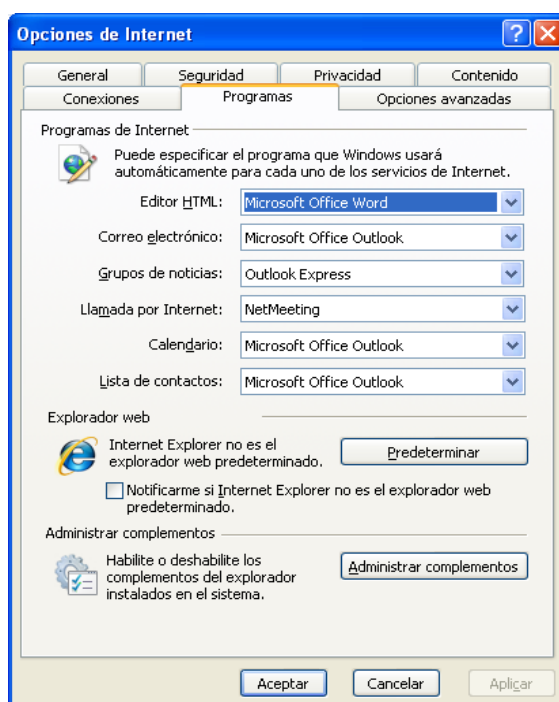 Opciones de Internet
General Seguridad Privacidad Contenido
Conexiones Programas Opciones avanzadas
Programas de Internet
Puede especificar el programa que Windows usará
automáticamente para cada uno de los servicios de Internet.
Editor HTML: Microsoft Office Word
Correo electrónico: Microsoft Office Outlook
Grupos de noticias: Outlook Express
Llamada por Internet: NetMeeting
Calendario: Microsoft Office Outlook
Lista de contactos: Microsoft Office Outlook
Explorador web
Internet Explorer no es el
explorador web predeterminado.
Predeterminar
Notificarme si Internet Explorer no es el explorador web
predeterminado.
Administrar complementos
Habilite o deshabilite los
complementos del explorador
instalados en el sistema.
Administrar complementos
Aceptar Cancelar Aplicar